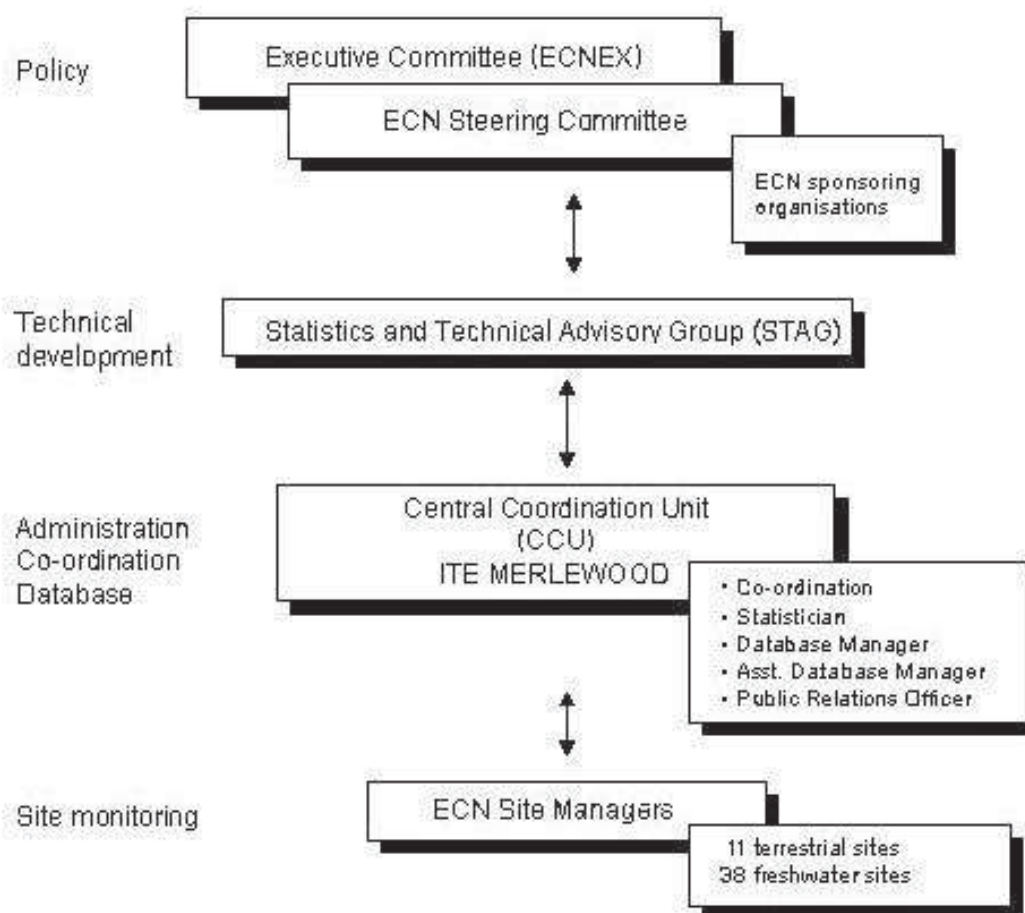 Policy
Executive Committee (ECNEX)
ECN Steering Committee
ECN sponsoring
organisations
Technical
development
Statistics and Technical Advisory Group (STAG)
Administration
Co-ordination
Database
Central Coordination Unit
(CCU)
ITE MERLEWOOD
• Co-ordination
• Statistician
• Database Manager
• Asst. Database Manager
• Public Relations Officer
Site monitoring
ECN Site Managers
11 terrestrial sites
38 freshwater sites